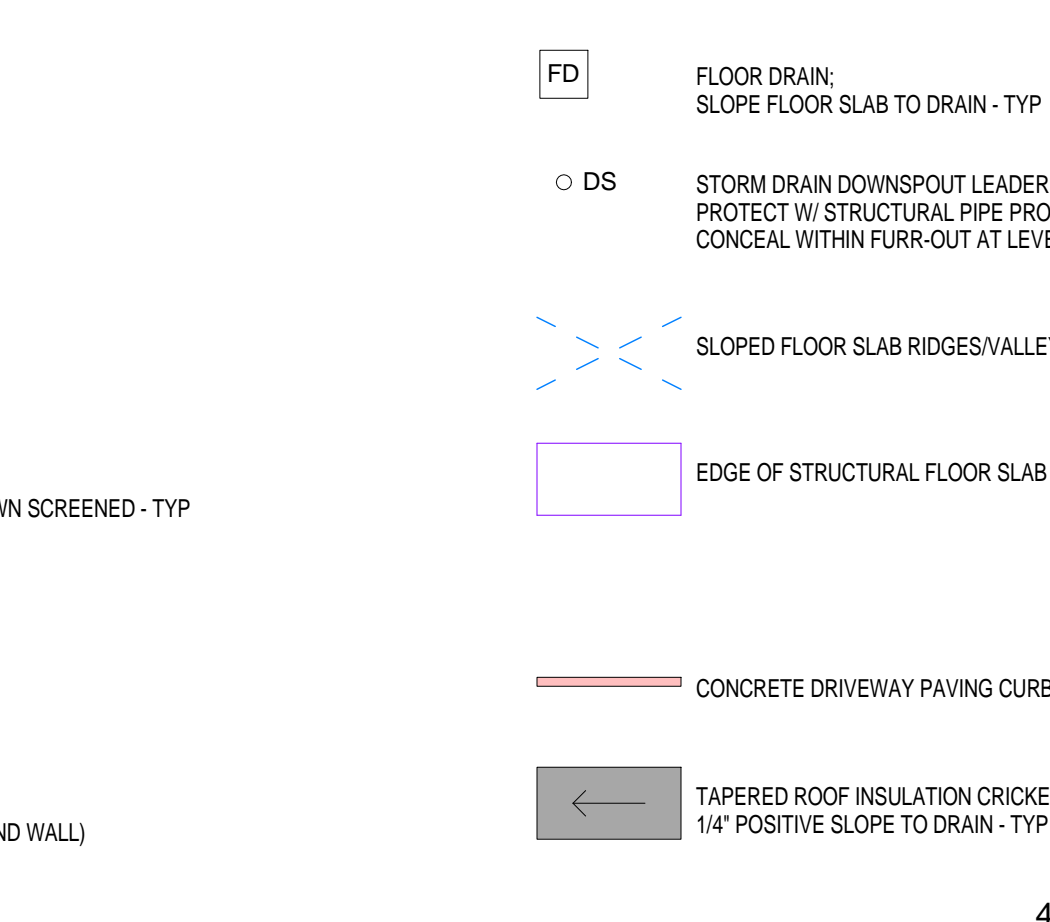 FD
FLOOR DRAIN;
SLOPE FLOOR SLAB TO DRAIN - TYP
DS
STORM DRAIN DOWNSPOUT LEADER
PROTECT W/ STRUCTURAL PIPE PRO
CONCEAL WITHIN FURR-OUT AT LEVE
SLOPED FLOOR SLAB RIDGES/VALLEY
EDGE OF STRUCTURAL FLOOR SLAB
WN SCREENED - TYP
CONCRETE DRIVEWAY PAVING CURB
TAPERED ROOF INSULATION CRICKE
1/4" POSITIVE SLOPE TO DRAIN - TYP
ND WALL)
4